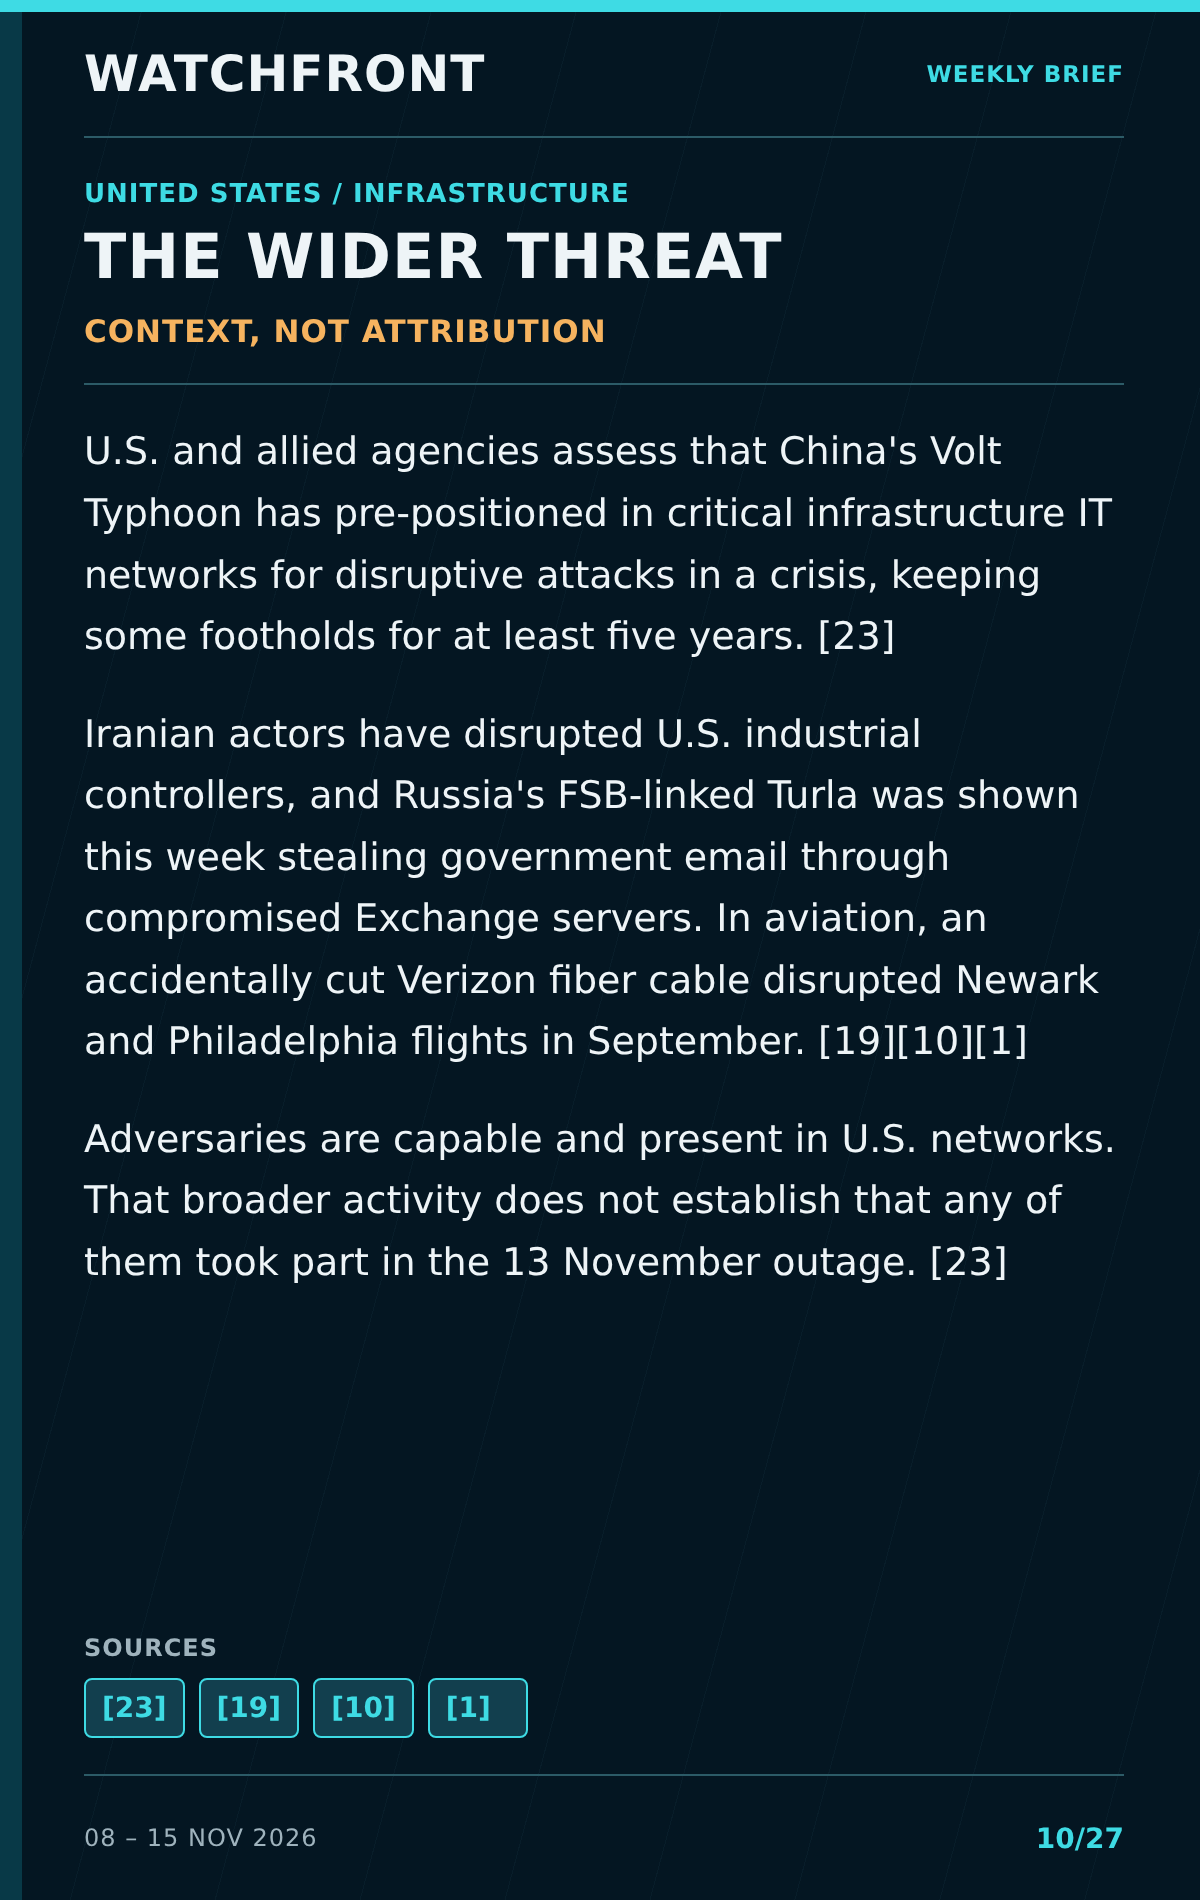 WATCHFRONT
WEEKLY BRIEF
UNITED STATES / INFRASTRUCTURE
THE WIDER THREAT
CONTEXT, NOT ATTRIBUTION
U.S. and allied agencies assess that China's Volt
Typhoon has pre-positioned in critical infrastructure IT
networks for disruptive attacks in a crisis, keeping
some footholds for at least five years. [23]
Iranian actors have disrupted U.S. industrial
controllers, and Russia's FSB-linked Turla was shown
this week stealing government email through
compromised Exchange servers. In aviation, an
accidentally cut Verizon fiber cable disrupted Newark
and Philadelphia flights in September. [19][10][1]
Adversaries are capable and present in U.S. networks.
That broader activity does not establish that any of
them took part in the 13 November outage. [23]
SOURCES
[23] [19] [10] [1]
08 – 15 NOV 2026
10/27